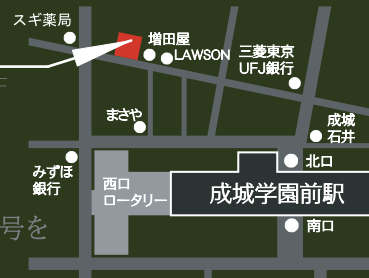 スギ薬局
増田屋
LAWSON
三菱東京
UFJ銀行
まさや
成城
石井
みずほ
銀行
北口
西口
ロータリー
成城学園前駅
南口
号を